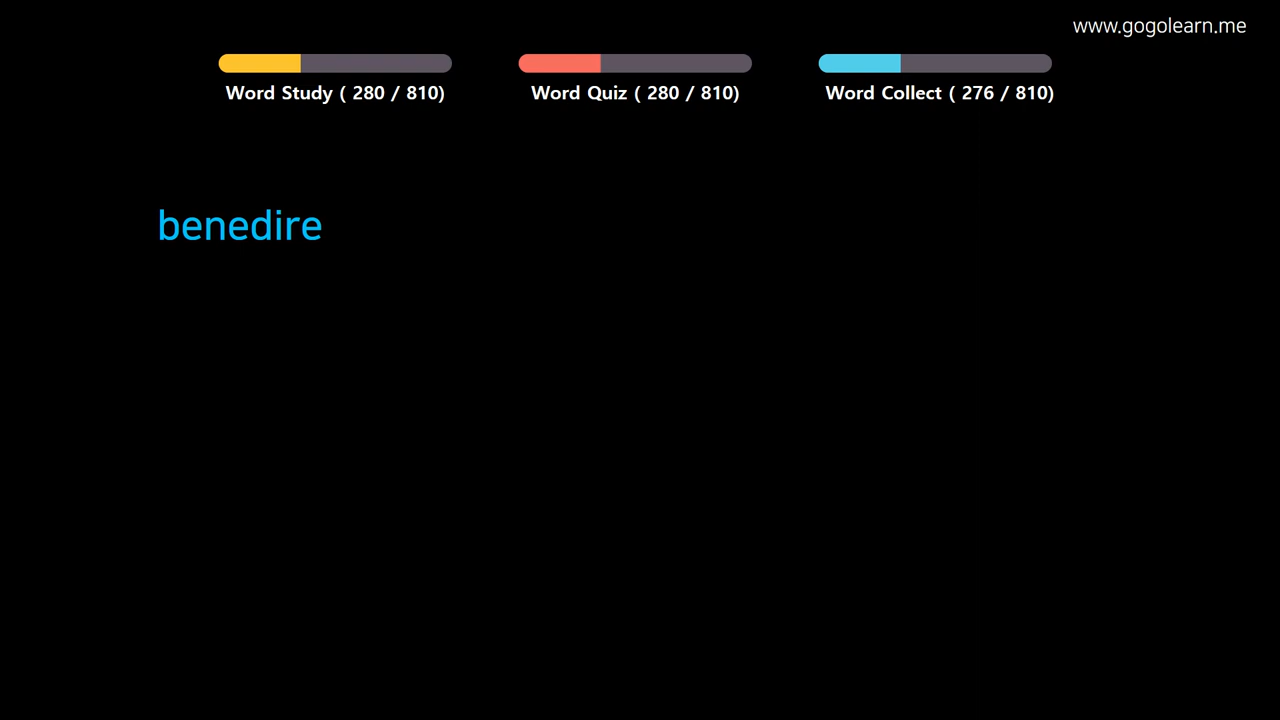 www.gogolearn.me
Word Study ( 280 / 810)
Word Quiz ( 280 / 810)
Word Collect ( 276 / 810)
benedire